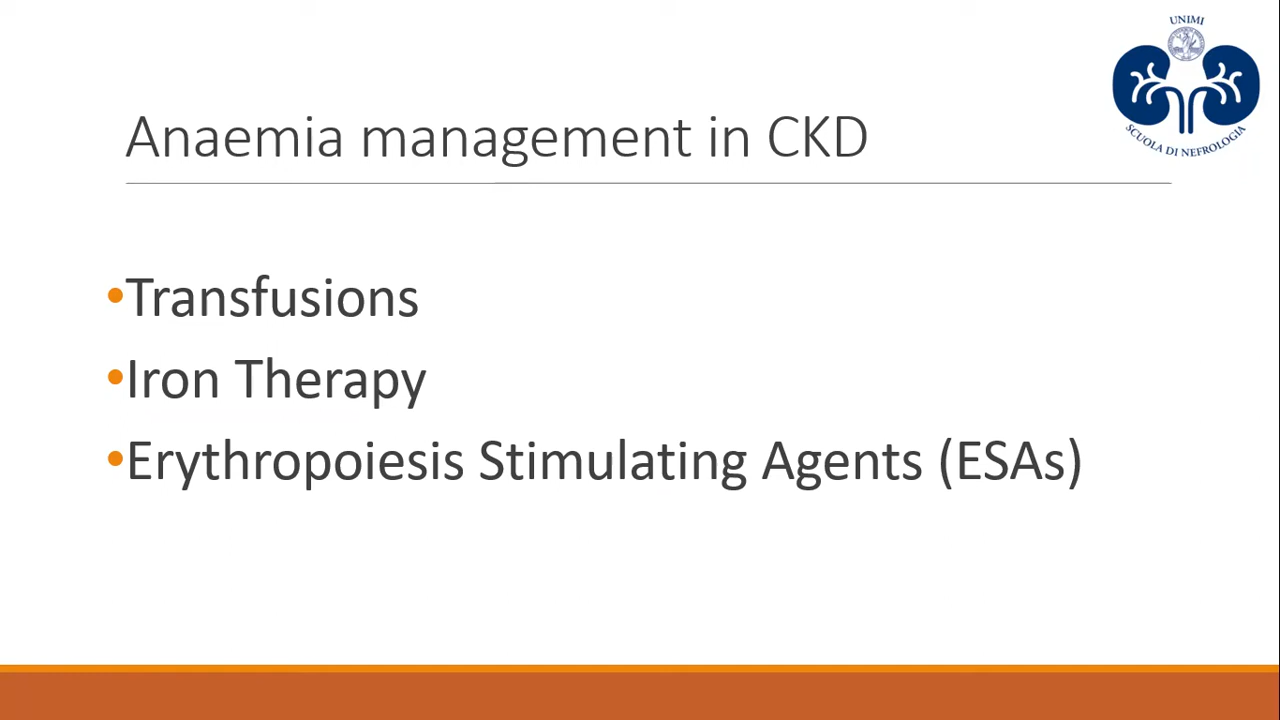 UNIMI
SCUOLA DI NEFROLOGIA
Anaemia management in CKD
•Transfusions
•Iron Therapy
•Erythropoiesis Stimulating Agents (ESAs)